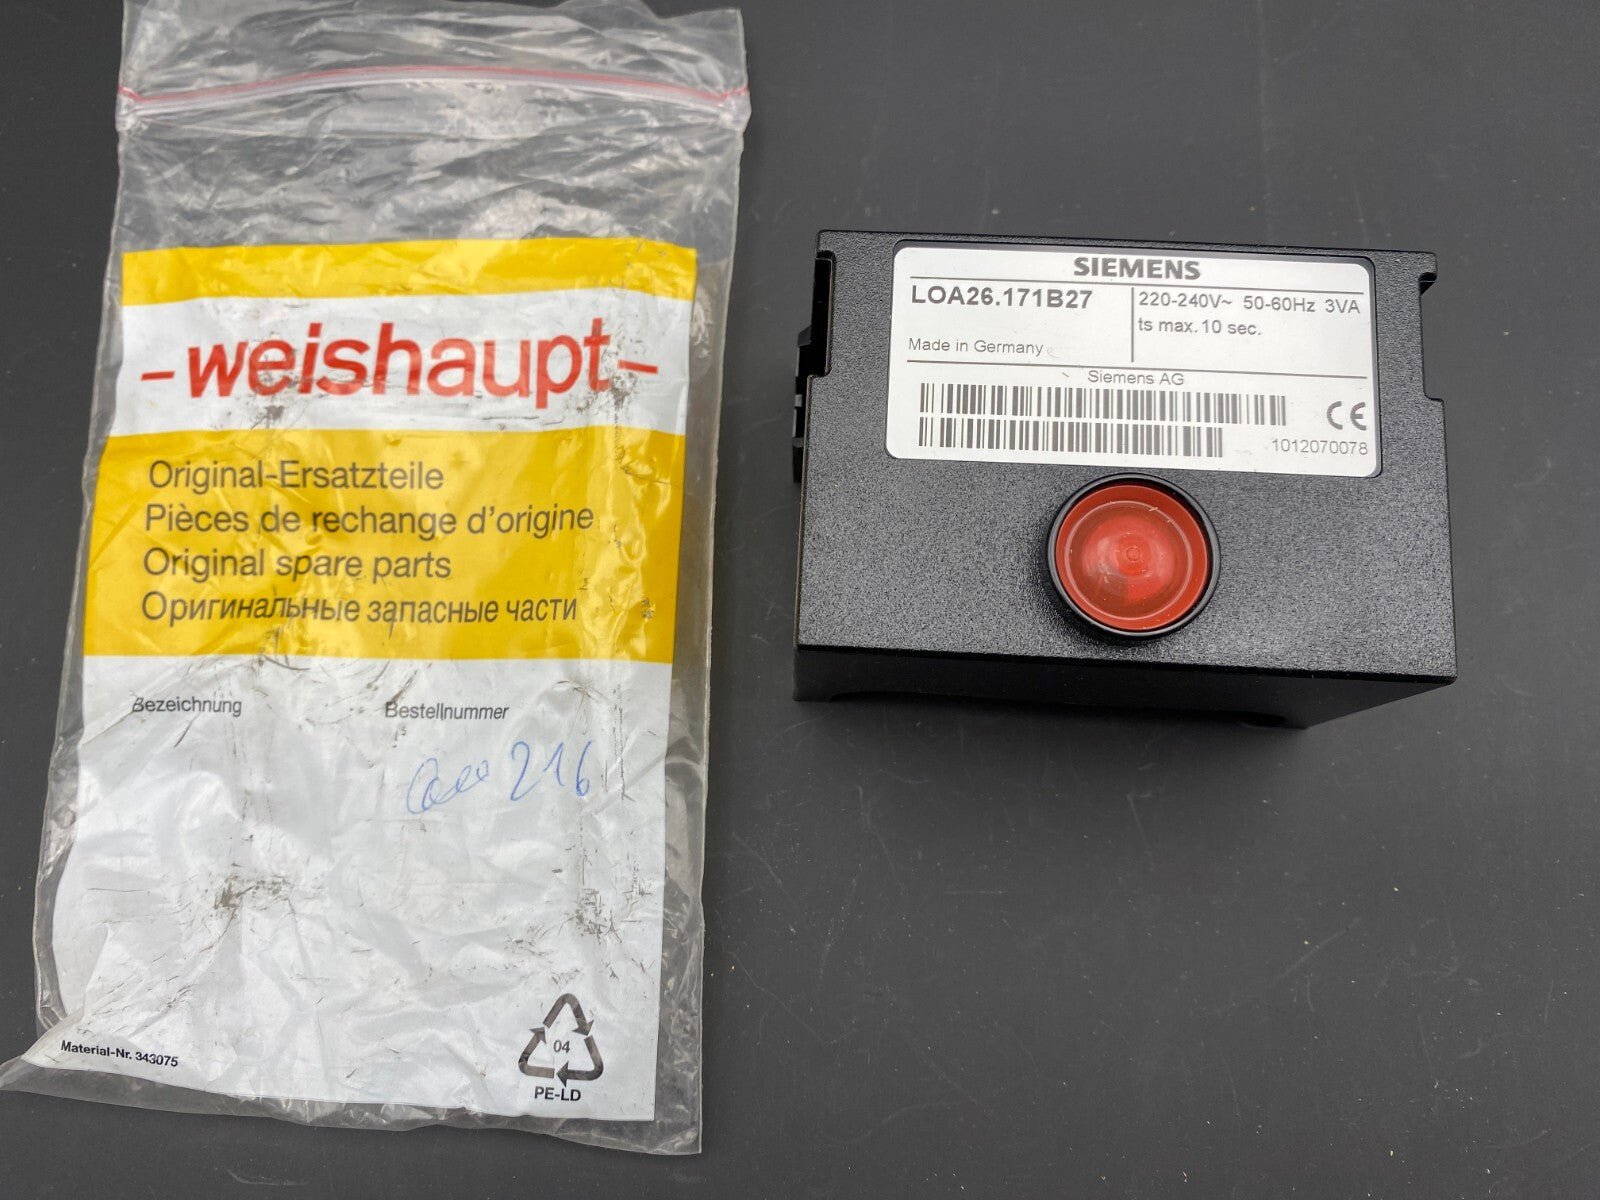 -weishaupt-
Original-Ersatzteile
Pièces de rechange d'origine
Original spare parts
Оригинальные запасные части
Bezeichnung
Bestellnummer
216
Material-Nr. 343075
04
PE-LD
SIEMENS
LOA26.171B27
220-240V~ 50-60Hz 3VA
ts max. 10 sec.
Made in Germany
Siemens AG
CE
1012070078